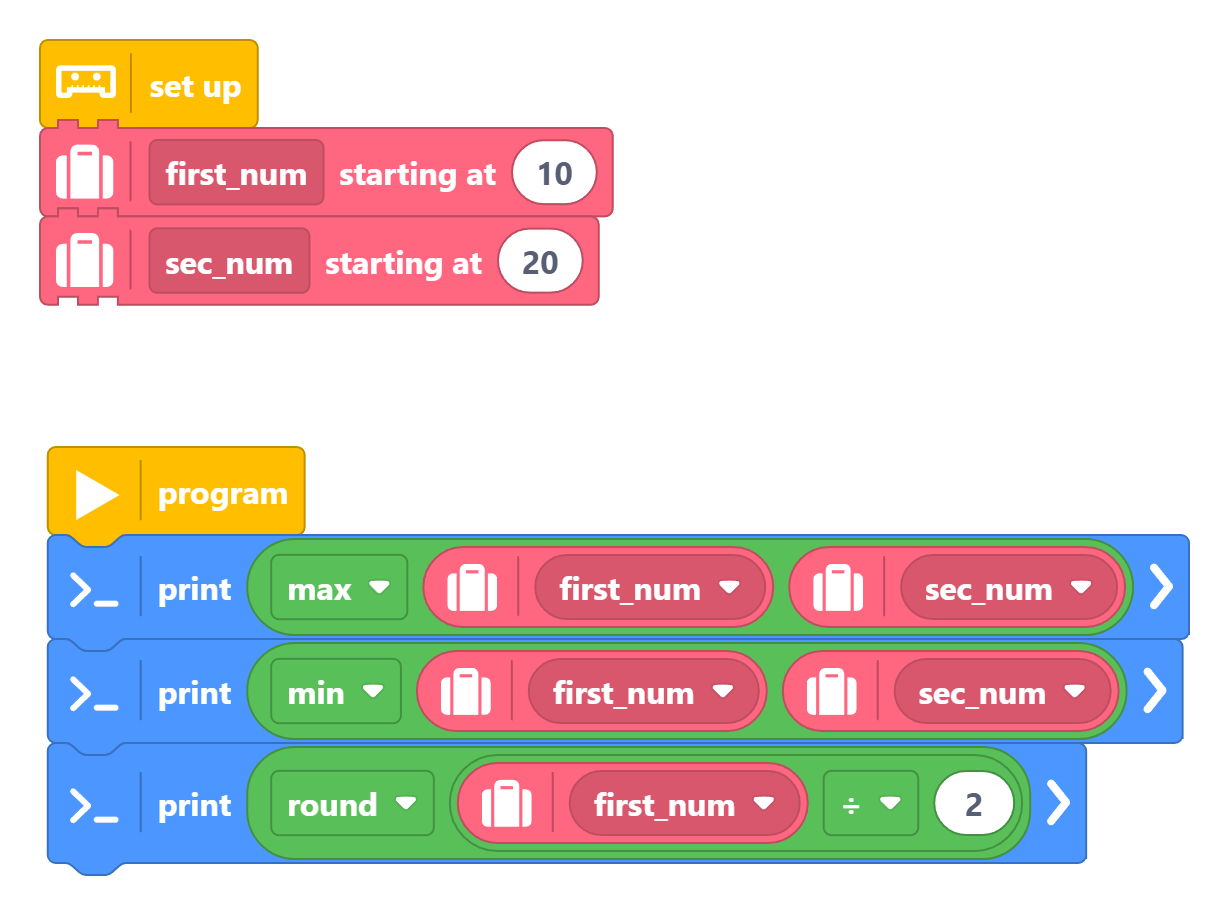 set up
first_num starting at 10
sec_num starting at 20
program
print max first_num sec_num
print min first_num sec_num
print round first_num ÷ 2